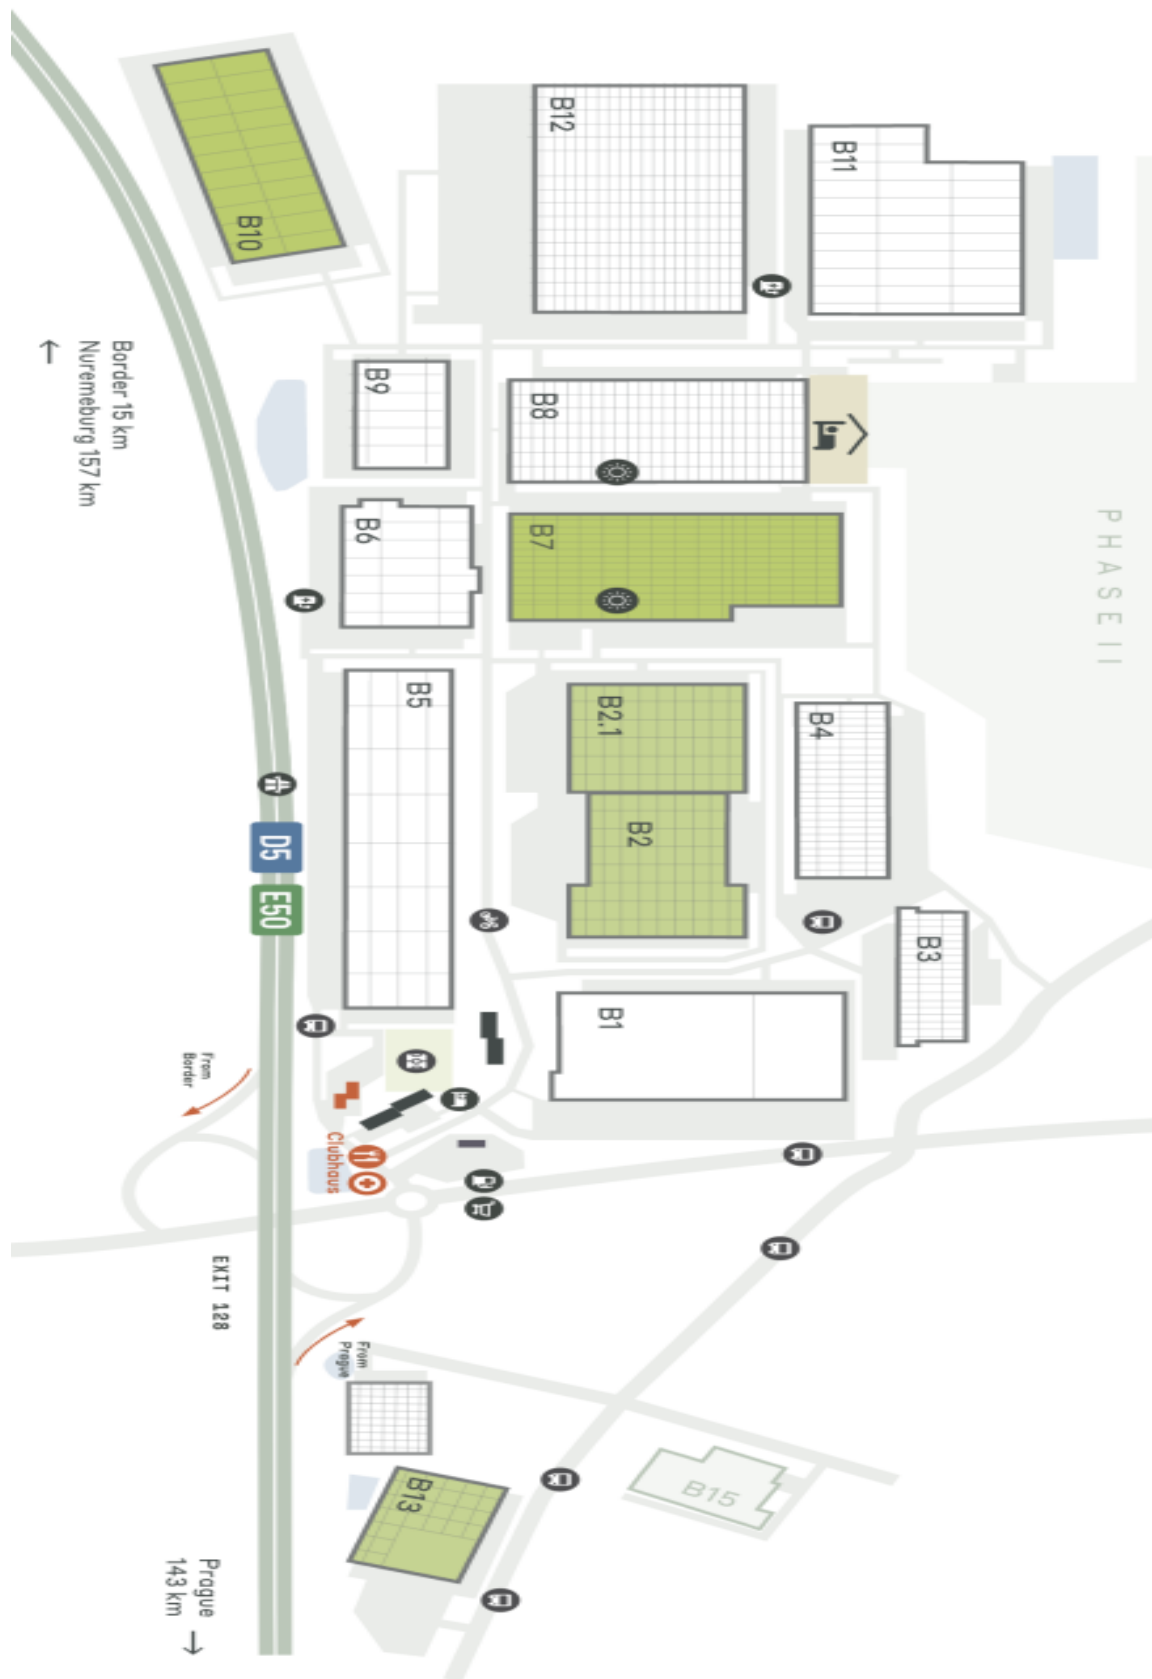 B10
B12
B11
B9
B8
B6
B7
PHASE II
B5
B2.1
B2
B4
B3
B1
Border 15 km
Nuremeburg 157 km
D5
E50
From
Border
Clubhaus
EXIT 128
From
Prague
B13
B15
Prague
143 km